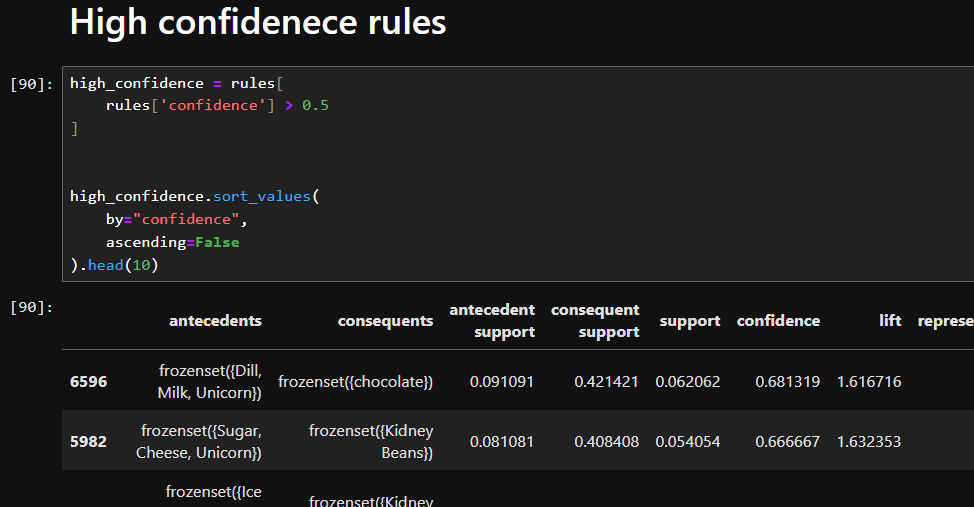 High confidenece rules
[90]:
high_confidence = rules[
rules['confidence'] > 0.5
]
high_confidence.sort_values(
by="confidence",
ascending=False
).head(10)
[90]:
antecedents consequents antecedent support consequent support support confidence lift represe
6596 frozenset({Dill, Milk, Unicorn}) frozenset({chocolate}) 0.091091 0.421421 0.062062 0.681319 1.616716
5982 frozenset({Sugar, Cheese, Unicorn}) frozenset({Kidney Beans}) 0.081081 0.408408 0.054054 0.666667 1.632353
frozenset({Ice frozenset({Kidney